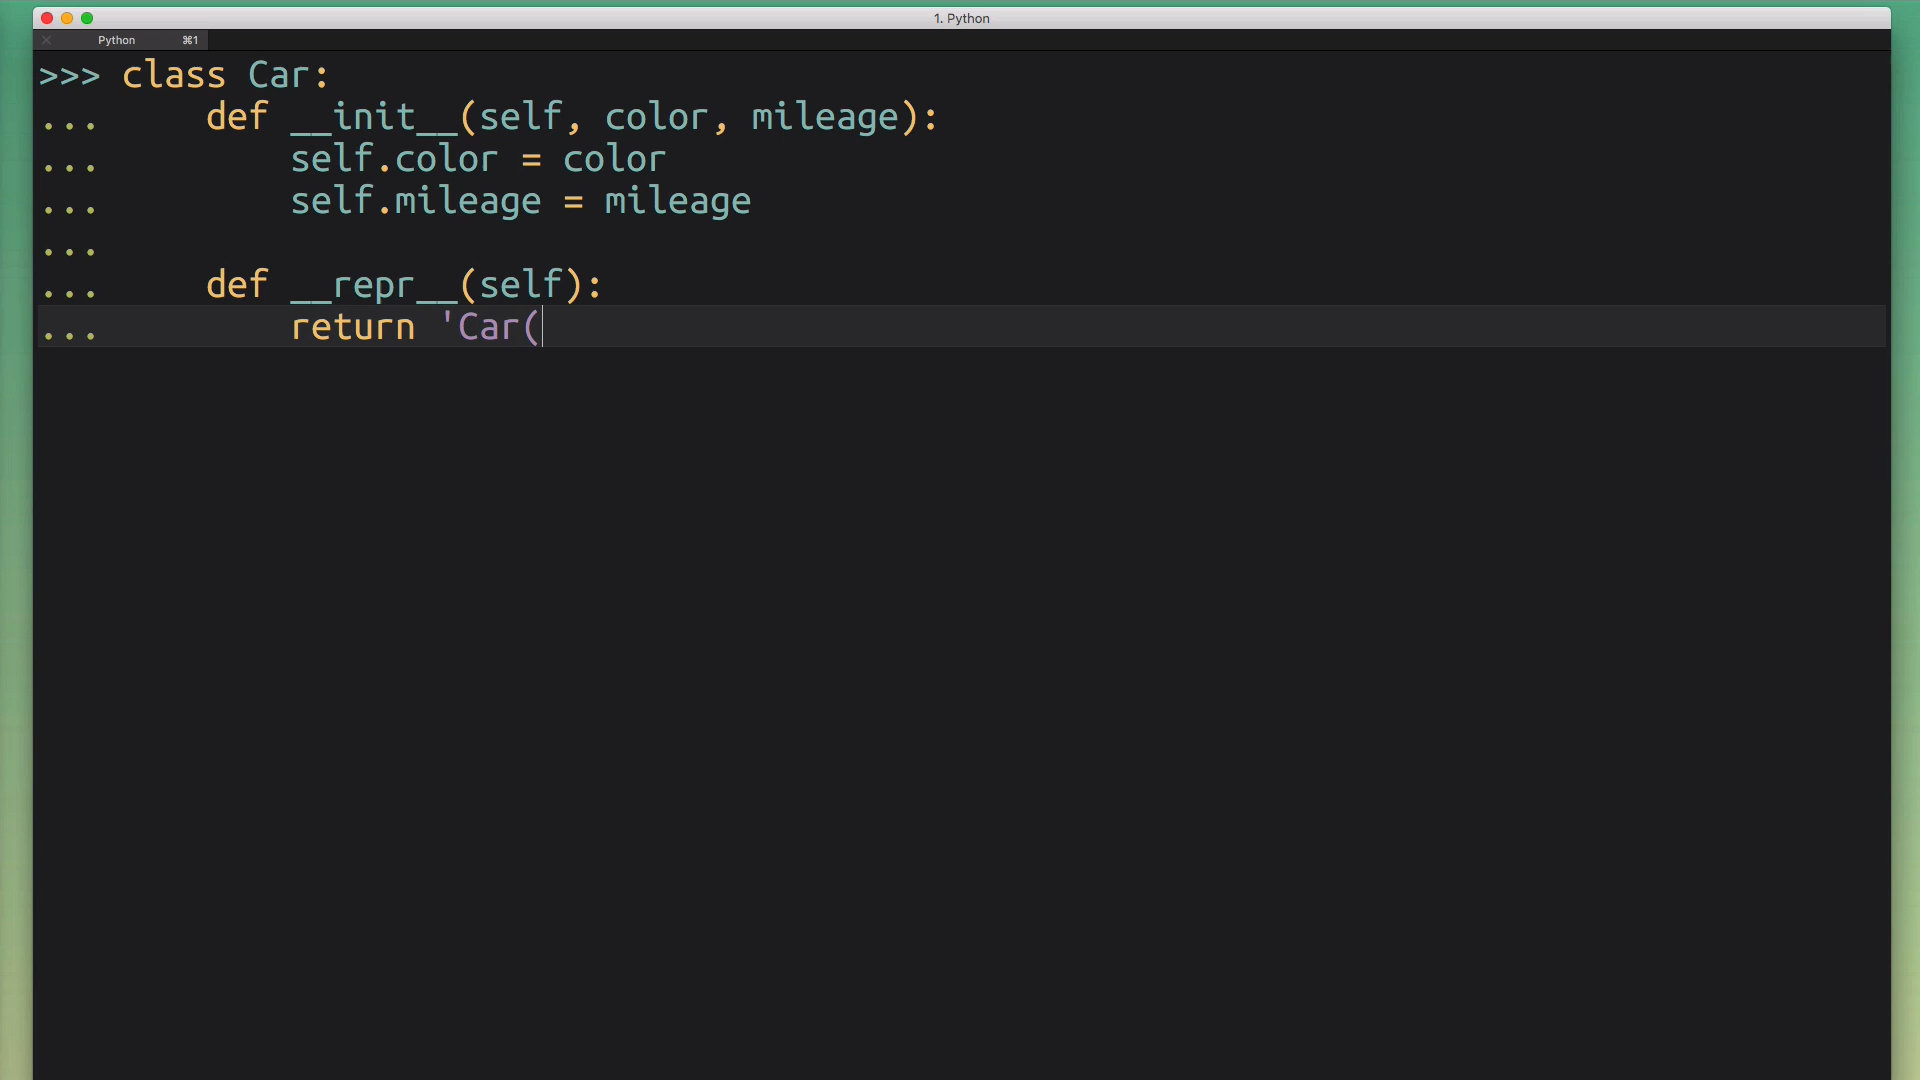 1. Python
Python ⌘1
>>> class Car:
...     def __init__(self, color, mileage):
...         self.color = color
...         self.mileage = mileage
...
...     def __repr__(self):
...         return 'Car(